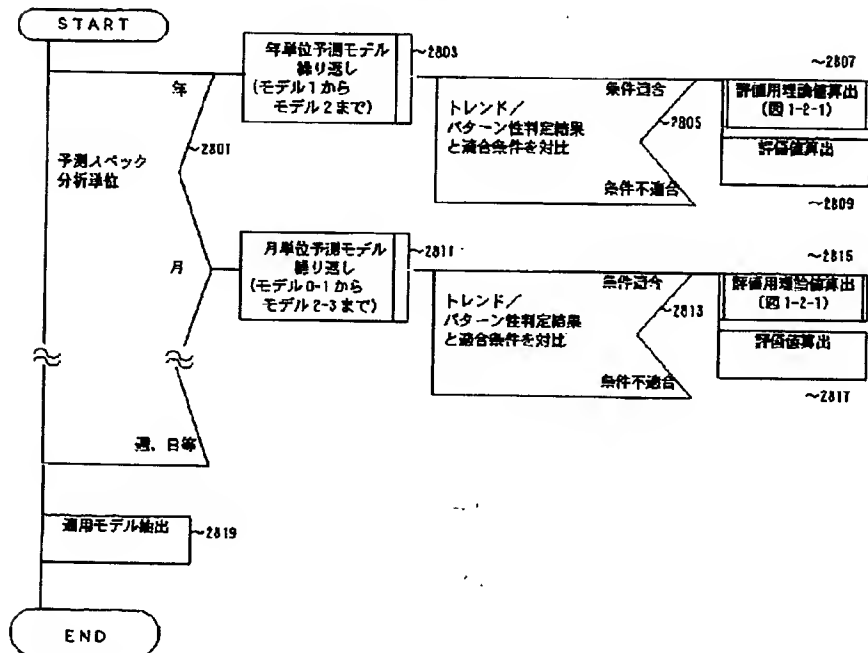 START
年
~2801
予測スペック
分析単位
年単位予測モデル
繰り返し
(モデル1から
モデル2まで)
~2803
トレンド/
パターン性判定結果
と適合条件を対比
条件適合
~2805
条件不適合
~2807
評価用理論値算出
(図1-2-1)
評価値算出
~2809
月
月単位予測モデル
繰り返し
(モデル0-1から
モデル2-3まで)
~2811
トレンド/
パターン性判定結果
と適合条件を対比
条件適合
~2813
条件不適合
~2815
評価用理論値算出
(図1-2-1)
評価値算出
~2817
週、日等
適用モデル抽出
~2819
END